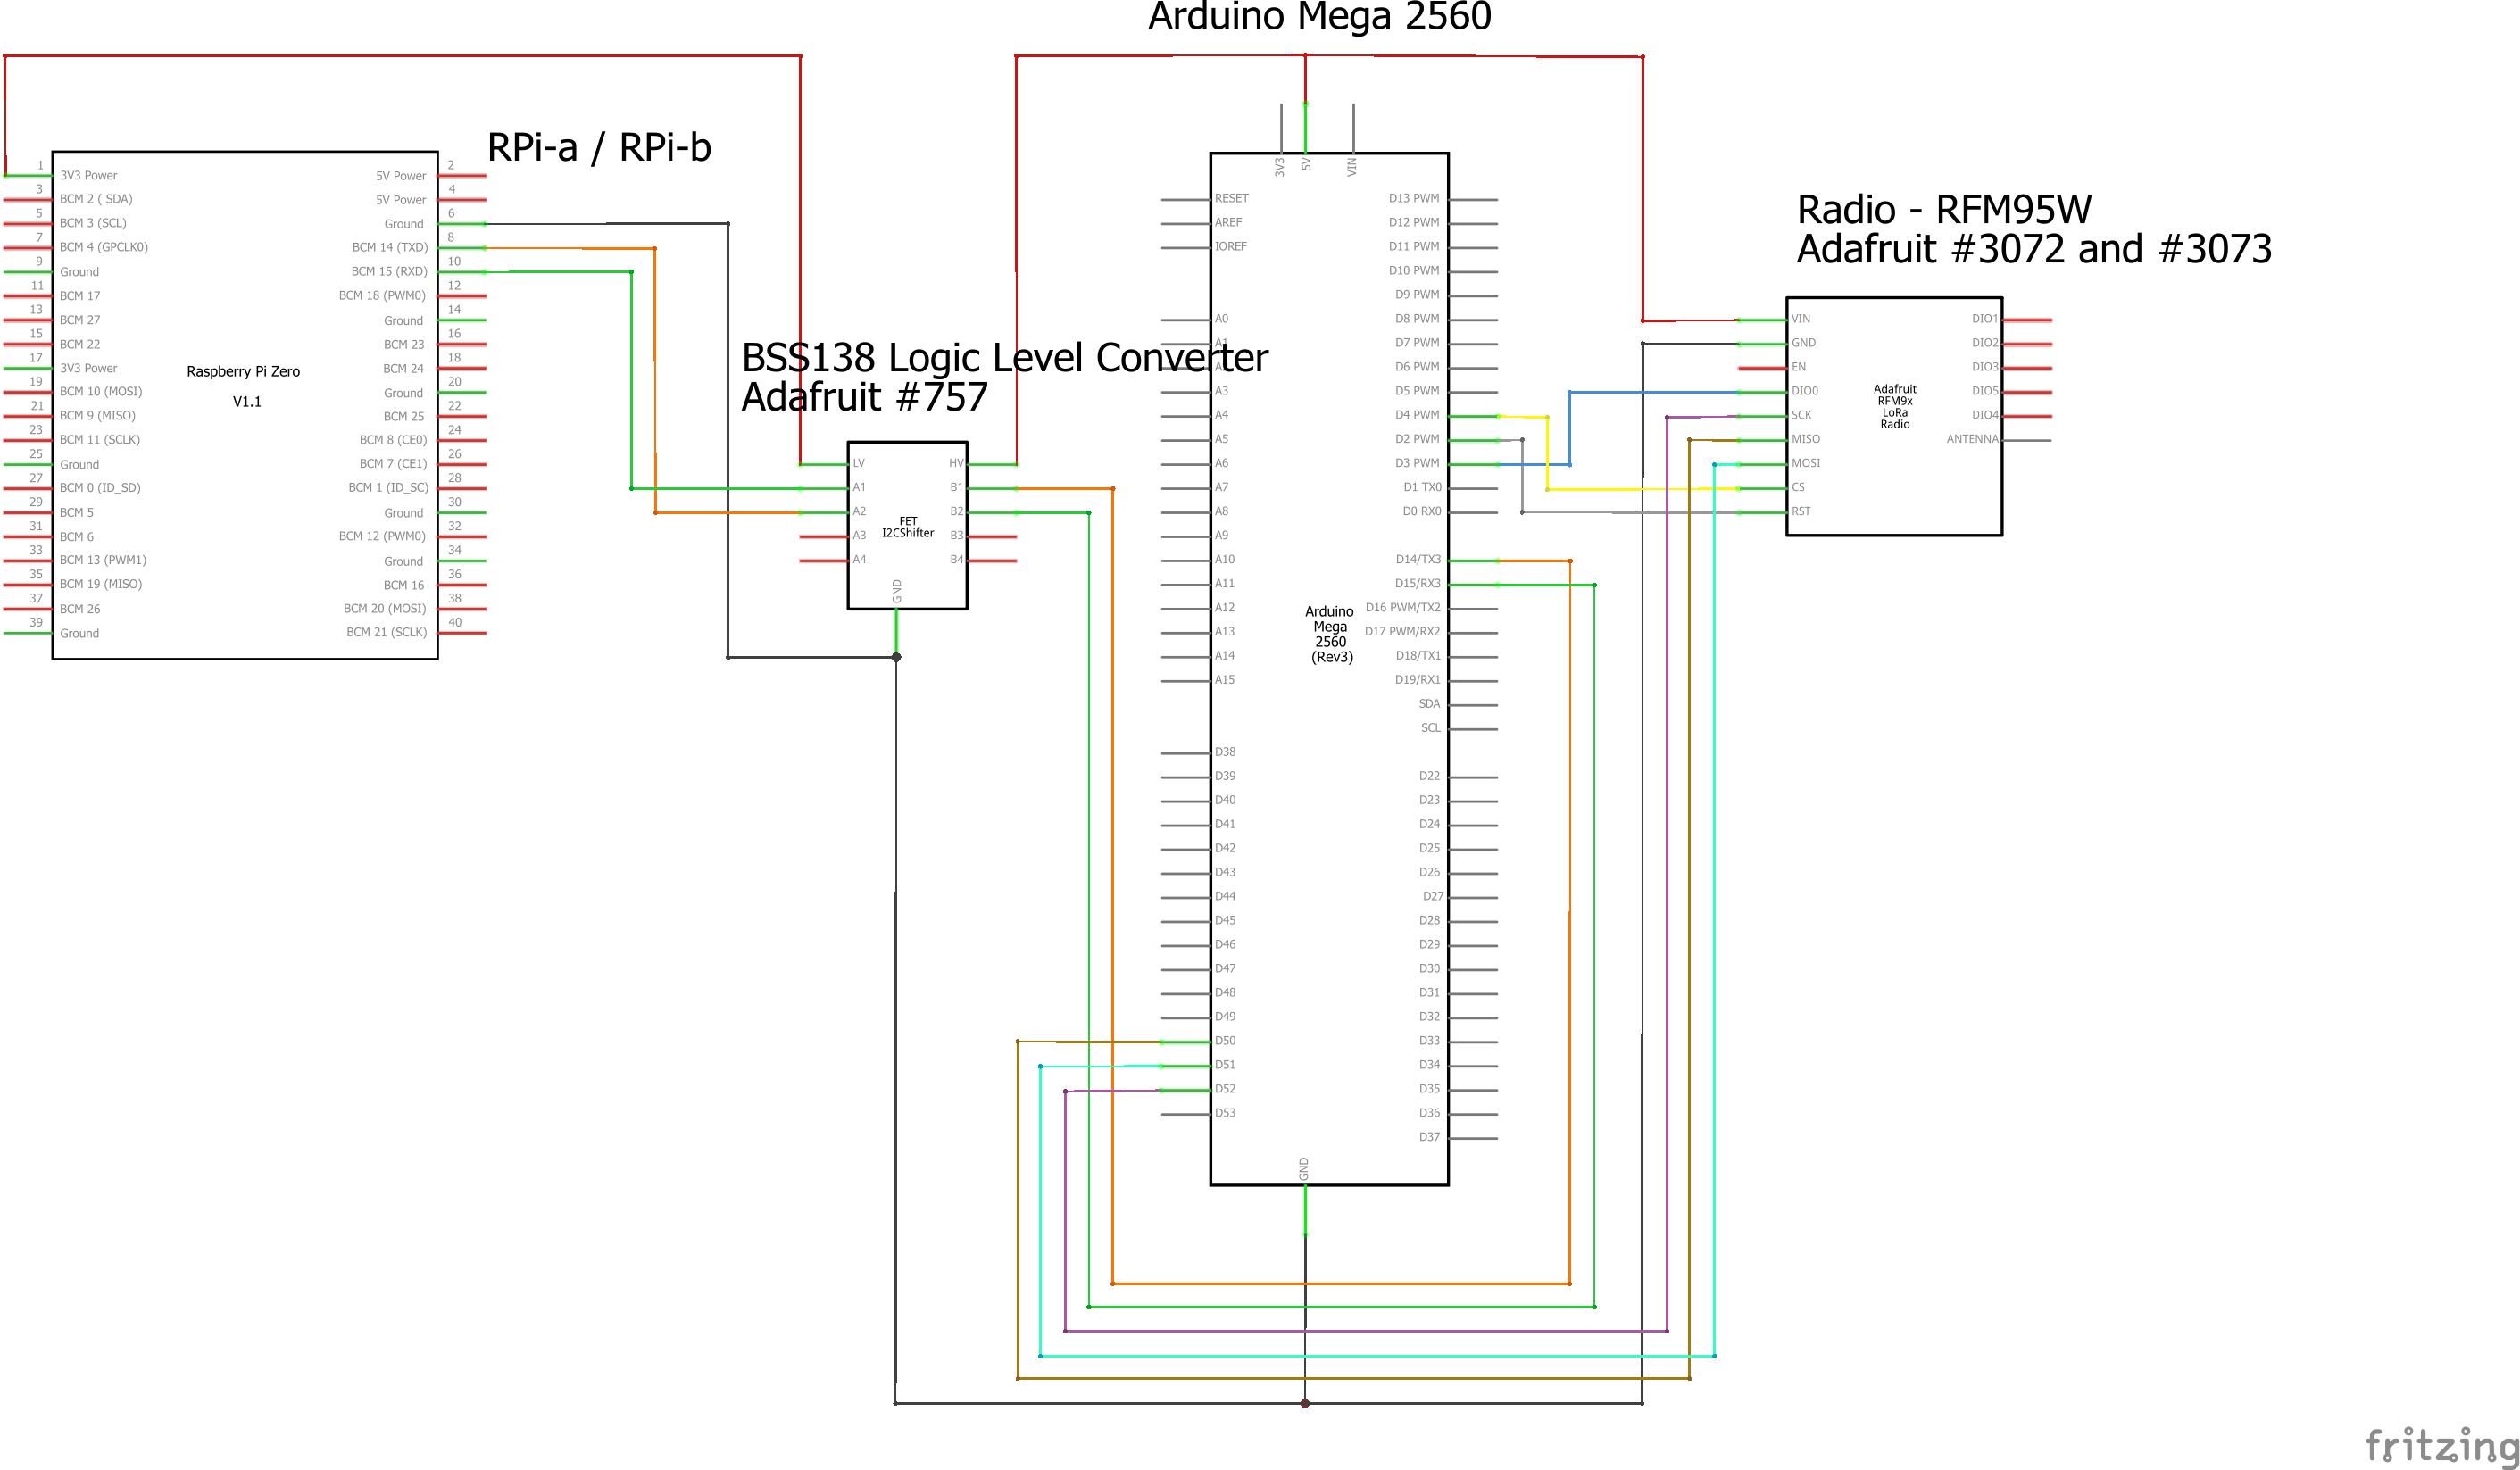 Arduino Mega 2560
RPi-a / RPi-b
1
3V3 Power
3
BCM 2 ( SDA)
5
BCM 3 (SCL)
7
BCM 4 (GPCLK0)
9
Ground
11
BCM 17
13
BCM 27
15
BCM 22
17
3V3 Power
19
BCM 10 (MOSI)
21
BCM 9 (MISO)
23
BCM 11 (SCLK)
25
Ground
27
BCM 0 (ID_SD)
29
BCM 5
31
BCM 6
33
BCM 13 (PWM1)
35
BCM 19 (MISO)
37
BCM 26
39
Ground
Raspberry Pi Zero
V1.1
2
5V Power
4
5V Power
6
Ground
8
BCM 14 (TXD)
10
BCM 15 (RXD)
12
BCM 18 (PWM0)
14
Ground
16
BCM 23
18
BCM 24
20
Ground
22
BCM 25
24
BCM 8 (CE0)
26
BCM 7 (CE1)
28
BCM 1 (ID_SC)
30
Ground
32
BCM 12 (PWM0)
34
Ground
36
BCM 16
38
BCM 20 (MOSI)
40
BCM 21 (SCLK)
BSS138 Logic Level Converter
Adafruit #757
LV
A1
A2
A3
A4
FET
I2CShifter
HV
B1
B2
B3
B4
GND
3V3
5V
VIN
RESET
AREF
IOREF
A0
A1
A3
A4
A5
A6
A7
A8
A9
A10
A11
A12
A13
A14
A15
D38
D39
D40
D41
D42
D43
D44
D45
D46
D47
D48
D49
D50
D51
D52
D53
Arduino
Mega
2560
(Rev3)
D13 PWM
D12 PWM
D11 PWM
D10 PWM
D9 PWM
D8 PWM
D7 PWM
D6 PWM
D5 PWM
D4 PWM
D2 PWM
D3 PWM
D1 TX0
D0 RX0
D14/TX3
D15/RX3
D16 PWM/TX2
D17 PWM/RX2
D18/TX1
D19/RX1
SDA
SCL
D22
D23
D24
D25
D26
D27
D28
D29
D30
D31
D32
D33
D34
D35
D36
D37
GND
Radio - RFM95W
Adafruit #3072 and #3073
VIN
GND
EN
DIO0
SCK
MISO
MOSI
CS
RST
Adafruit
RFM9x
LoRa
Radio
DIO1
DIO2
DIO3
DIO5
DIO4
ANTENNA
fritzing